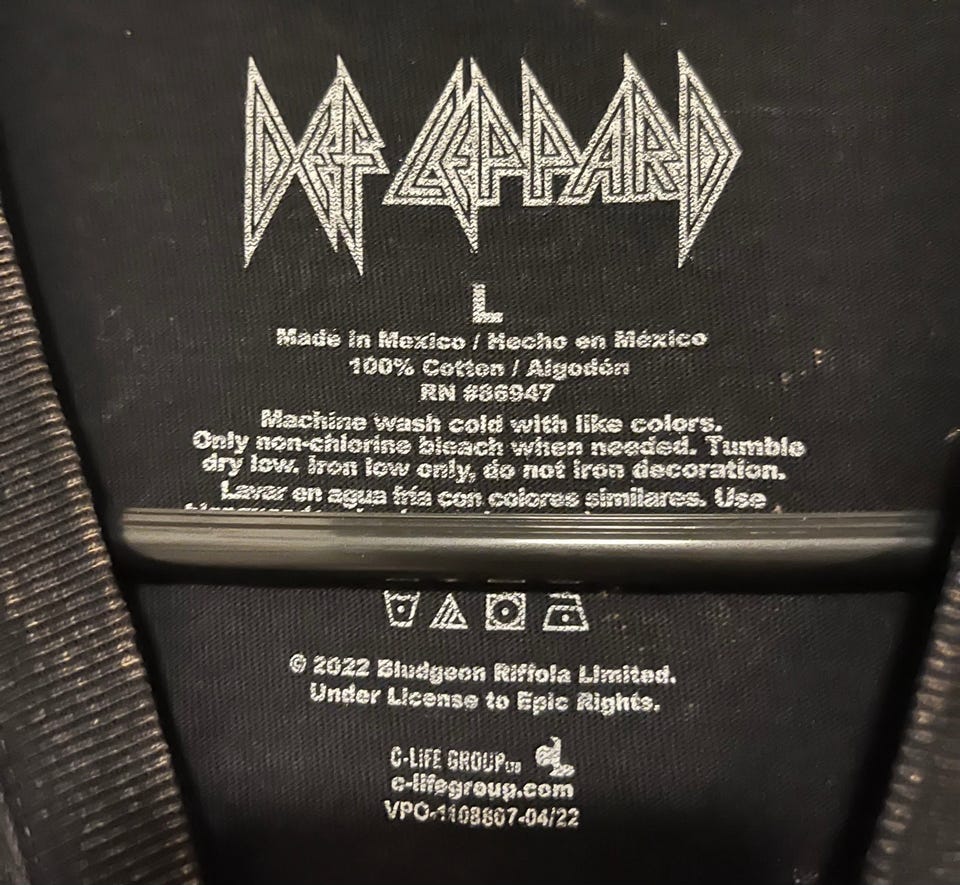 DEF LEPPARD
L
Made in Mexico / Hecho en México
100% Cotton / Algodón
RN #86947
Machine wash cold with like colors.
Only non-chlorine bleach when needed. Tumble
dry low. Iron low only, do not iron decoration.
Lavar en agua fría con colores similares. Use
© 2022 Bludgeon Riffola Limited.
Under License to Epic Rights.
C-LIFE GROUP LTD
c-lifegroup.com
VPO-1108867-04/22